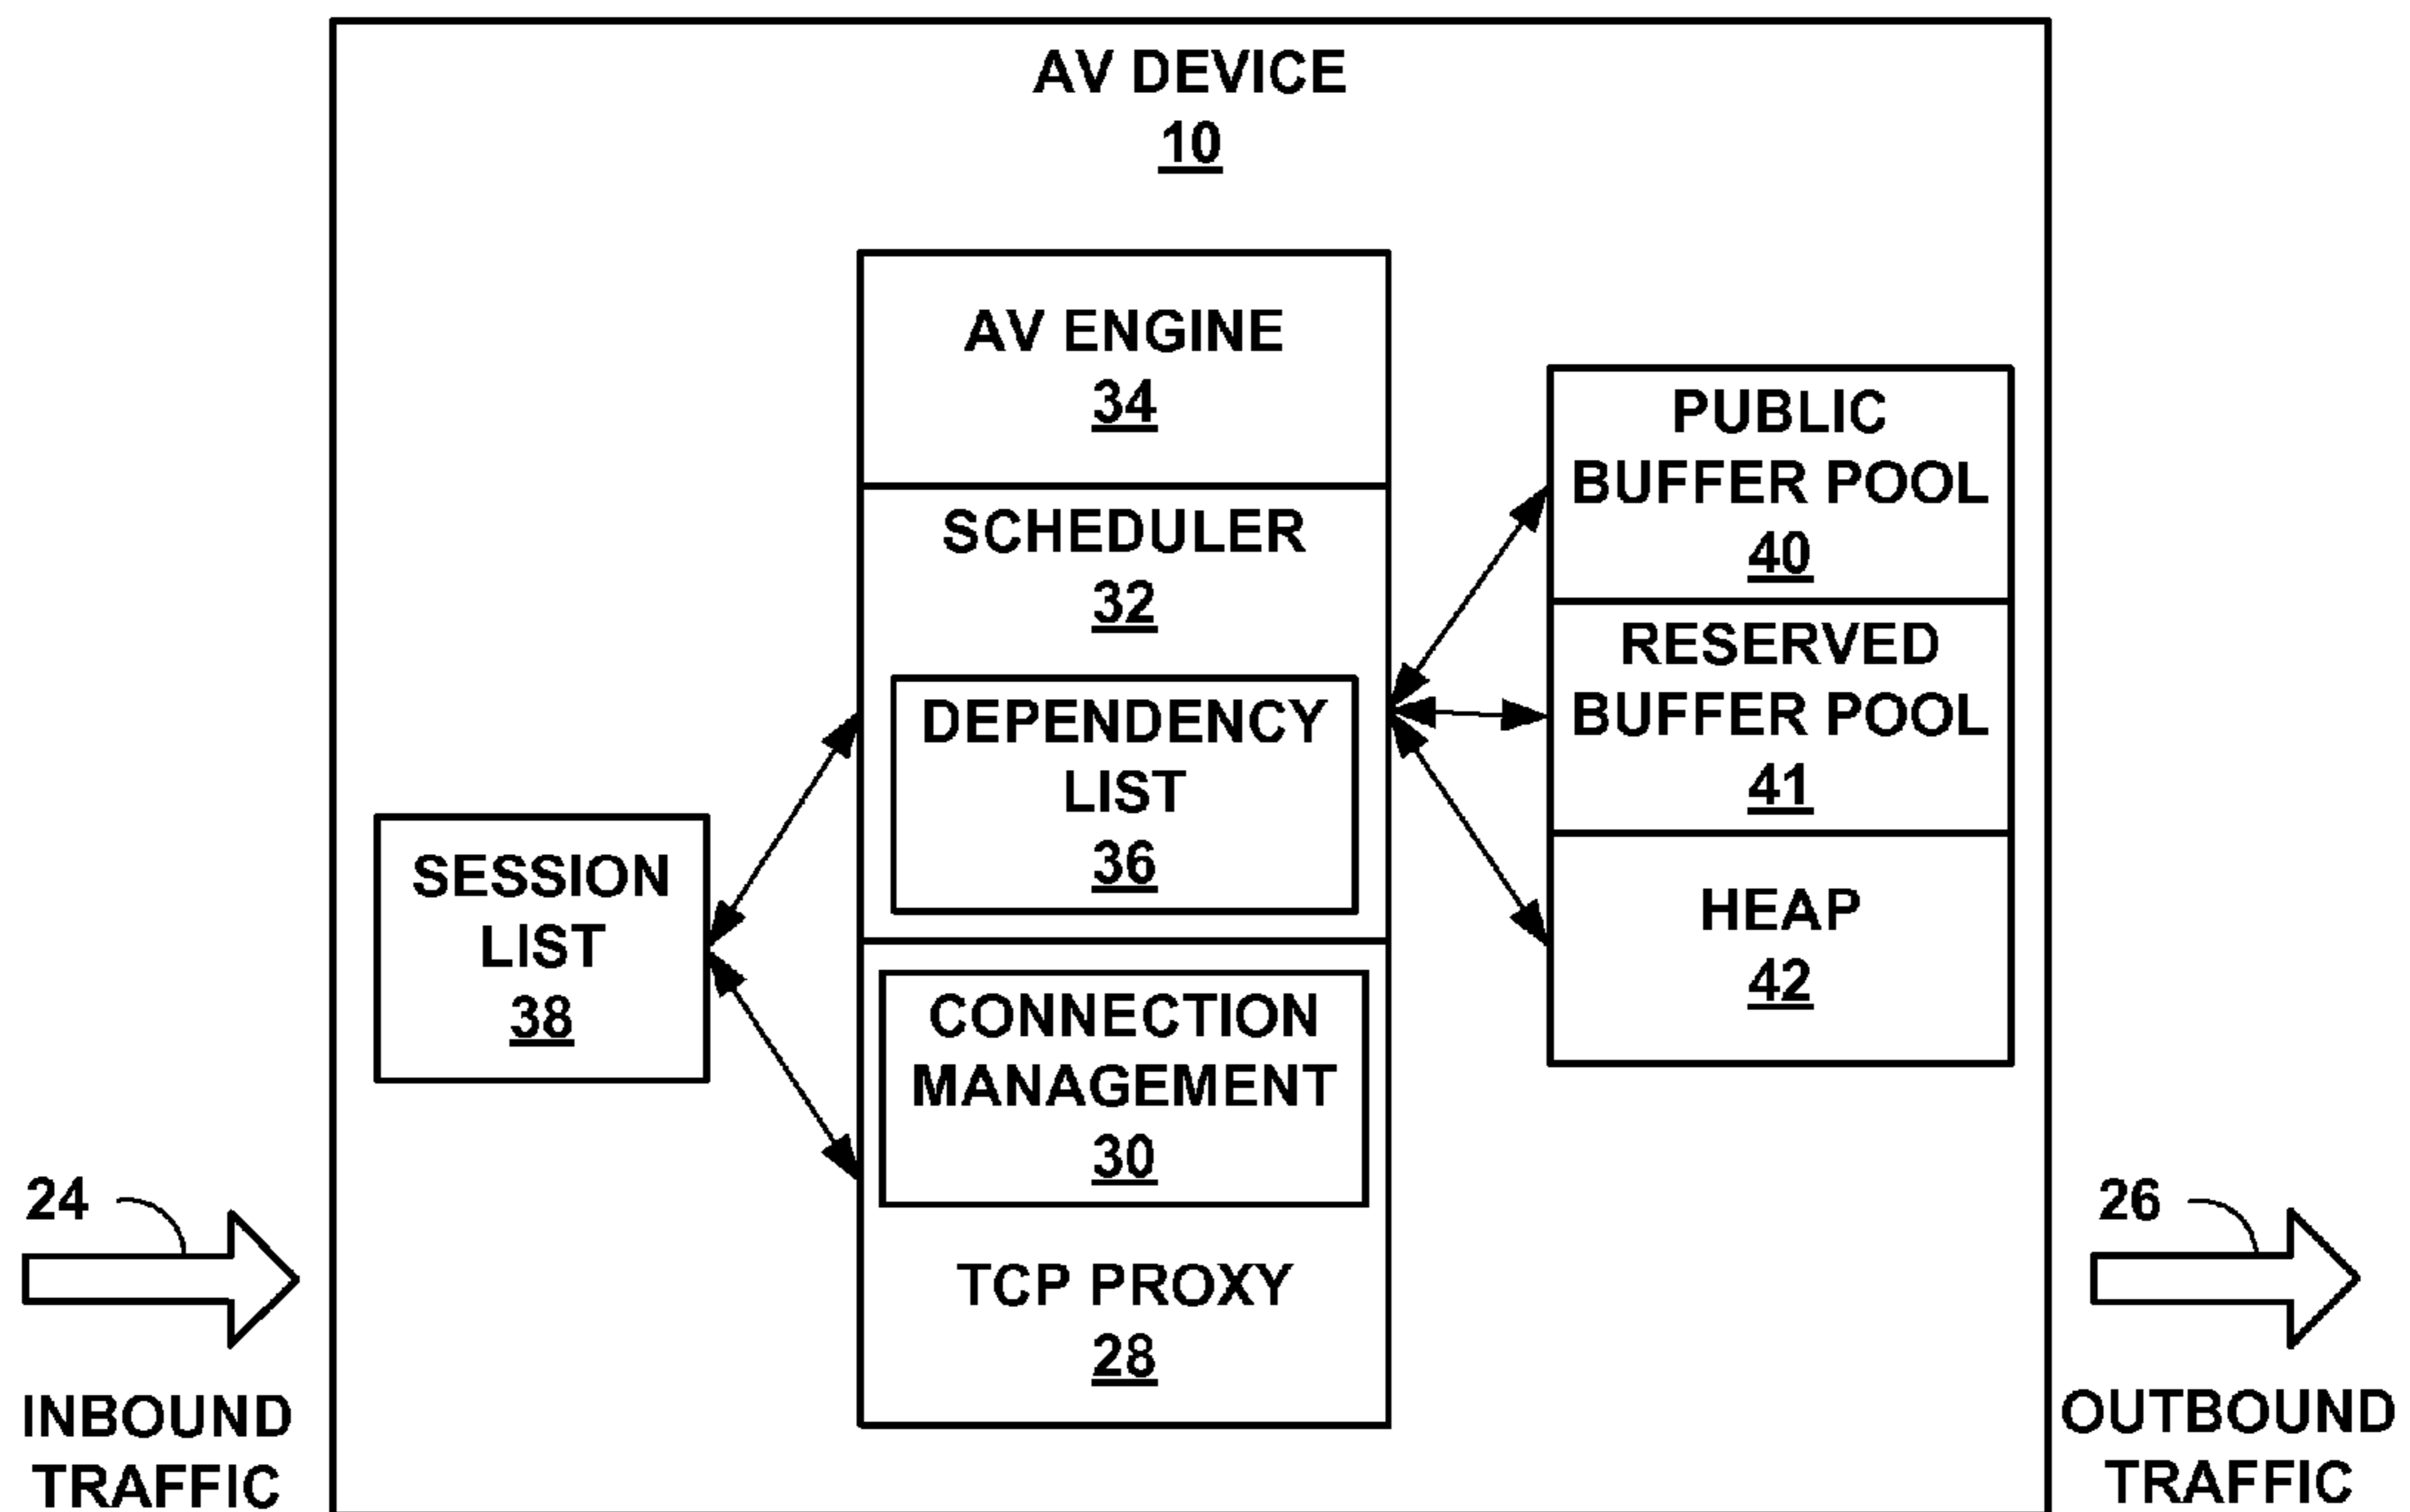 AV DEVICE
10
AV ENGINE
34
SCHEDULER
32
DEPENDENCY
LIST
36
CONNECTION
MANAGEMENT
30
TCP PROXY
28
SESSION
LIST
38
PUBLIC
BUFFER POOL
40
RESERVED
BUFFER POOL
41
HEAP
42
24
INBOUND
TRAFFIC
26
OUTBOUND
TRAFFIC